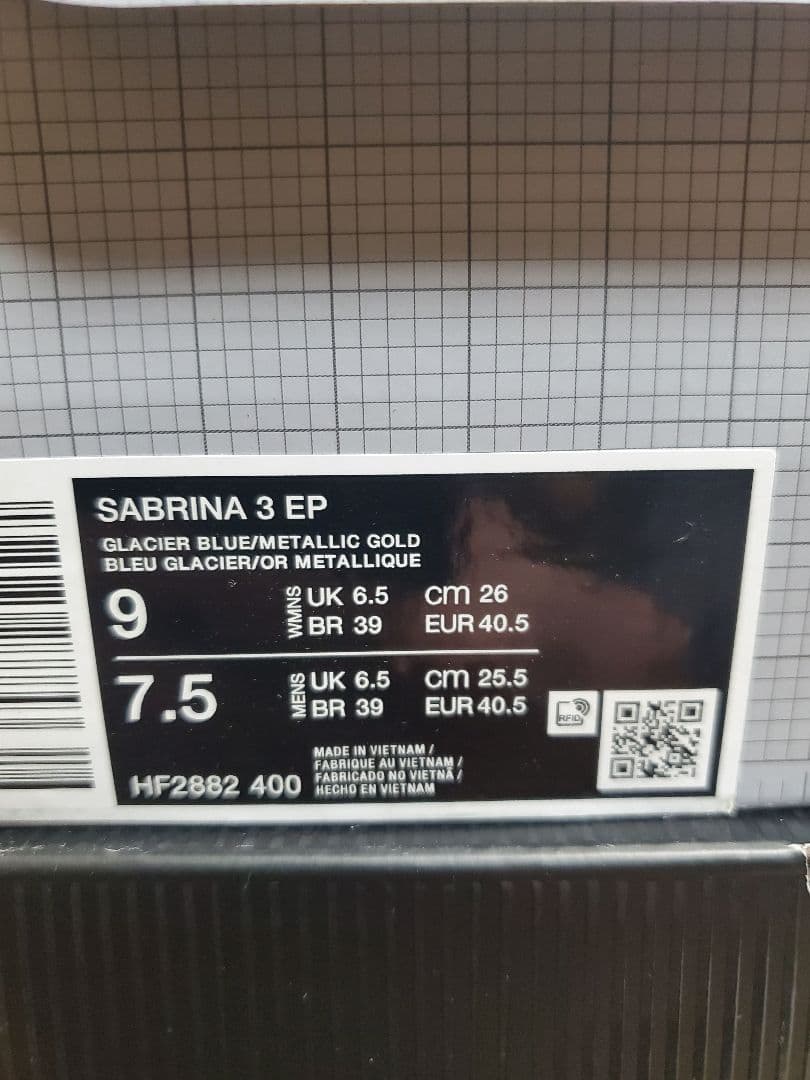 SABRINA 3 EP
GLACIER BLUE/METALLIC GOLD
BLEU GLACIER/OR METALLIQUE
9 WMNS UK 6.5 cm 26
BR 39 EUR 40.5
7.5 MENS UK 6.5 cm 25.5
BR 39 EUR 40.5
RFID
MADE IN VIETNAM /
FABRIQUE AU VIETNAM /
FABRICADO NO VIETNÃ /
HECHO EN VIETNAM
HF2882 400